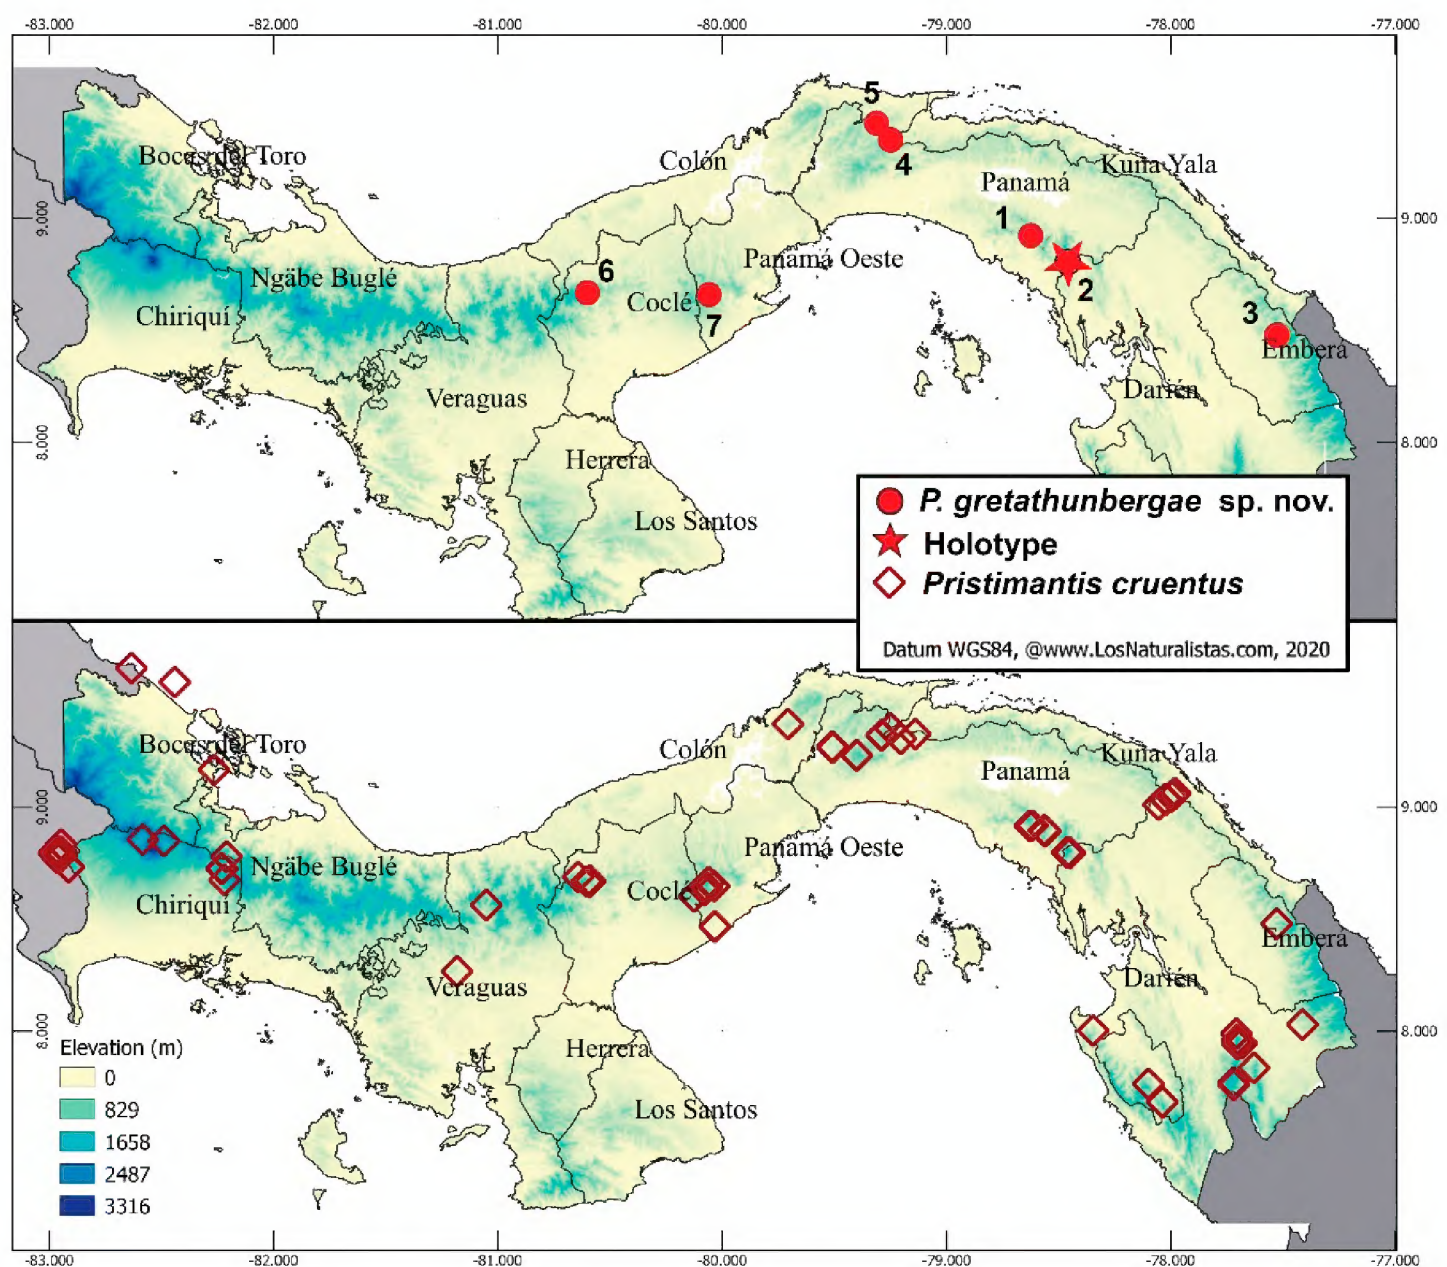 -83.000 -82.000 -81.000 -80.000 -79.000 -78.000 -77.000
5
Bocas del Toro
Colón
4
Kuna Yala
Panamá
9.000
1
9.000
Ngäbe Buglé
6
Panamá Oeste
2
Chiriquí
Coclé
7
3
Embera
Veraguas
Darién
8.000
8.000
Herrera
Los Santos
P. gretathunbergae sp. nov.
Holotype
Pristimantis cruentus
Datum WGS84, @www.LosNaturalistas.com, 2020
Bocas del Toro
Colón
Kuna Yala
Panamá
9.000
9.000
Ngäbe Buglé
Panamá Oeste
Chiriquí
Coclé
Embera
Veraguas
Darién
8.000
8.000
Elevation (m)
0
829
1658
2487
3316
Herrera
Los Santos
-83.000 -82.000 -81.000 -80.000 -79.000 -78.000 -77.000